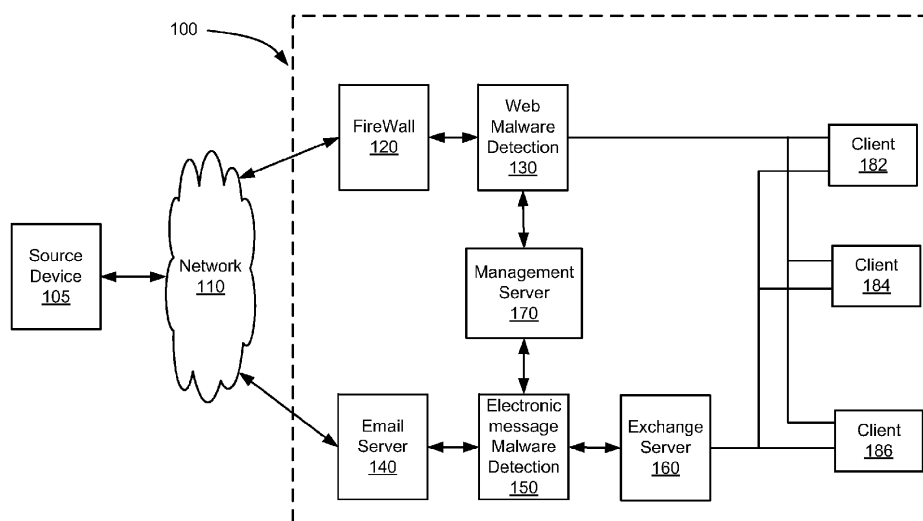 100
FireWall
120
Web
Malware
Detection
130
Client
182
Source
Device
105
Network
110
Management
Server
170
Client
184
Email
Server
140
Electronic
message
Malware
Detection
150
Exchange
Server
160
Client
186